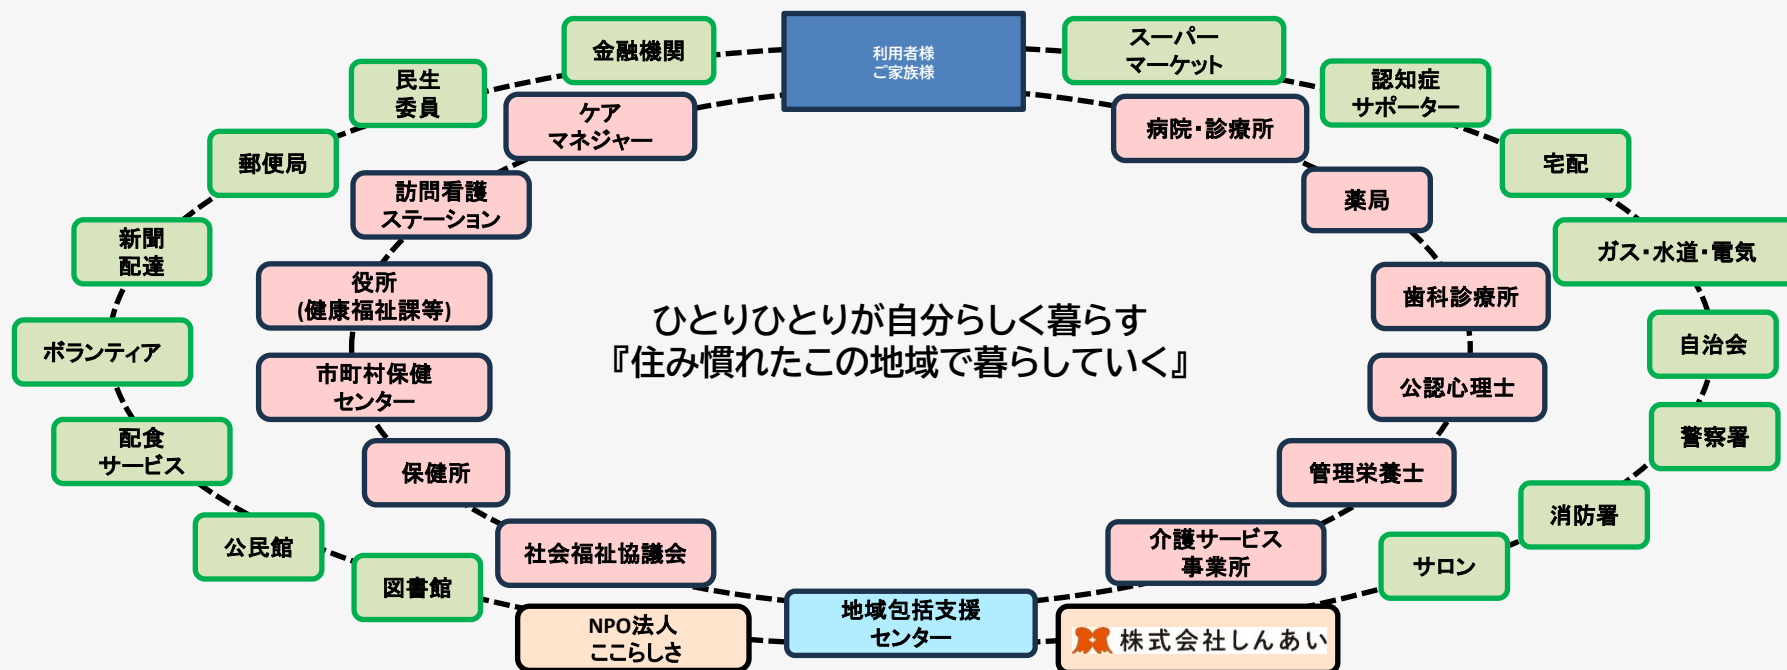 金融機関
利用者様
ご家族様
スーパー
マーケット
民生
委員
認知症
サポーター
ケア
マネジャー
病院・診療所
郵便局
宅配
訪問看護
ステーション
薬局
新聞
配達
ガス・水道・電気
役所
(健康福祉課等)
歯科診療所
ひとりひとりが自分らしく暮らす
『住み慣れたこの地域で暮らしていく』
ボランティア
自治会
市町村保健
センター
公認心理士
配食
サービス
警察署
保健所
管理栄養士
消防署
公民館
社会福祉協議会
介護サービス
事業所
サロン
図書館
地域包括支援
センター
NPO法人
ここらしさ
株式会社しんあい